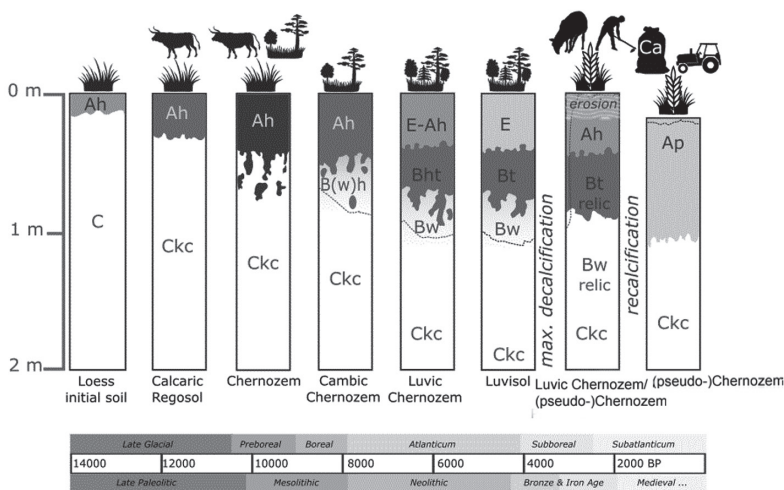 Ca
0 m
1 m
2 m
Ah
C
Loess
initial soil
Ah
Ckc
Calcaric
Regosol
Ah
Ckc
Chernozem
Ah
B(w)h
Ckc
Cambic
Chernozem
E-Ah
Bht
Bw
Ckc
Luvic
Chernozem
E
Bt
Bw
Ckc
Luvisol
max. decalcification
erosion
Ah
Bt
relic
Bw
relic
Ckc
Luvic Chernozem/
(pseudo-)Chernozem
recalcification
Ap
Ckc
(pseudo-)Chernozem
Late Glacial Preboreal Boreal Atlanticum Subboreal Subatlanticum
14000 12000 10000 8000 6000 4000 2000 BP
Late Paleolitic Mesolithic Neolithic Bronze & Iron Age Medieval ...